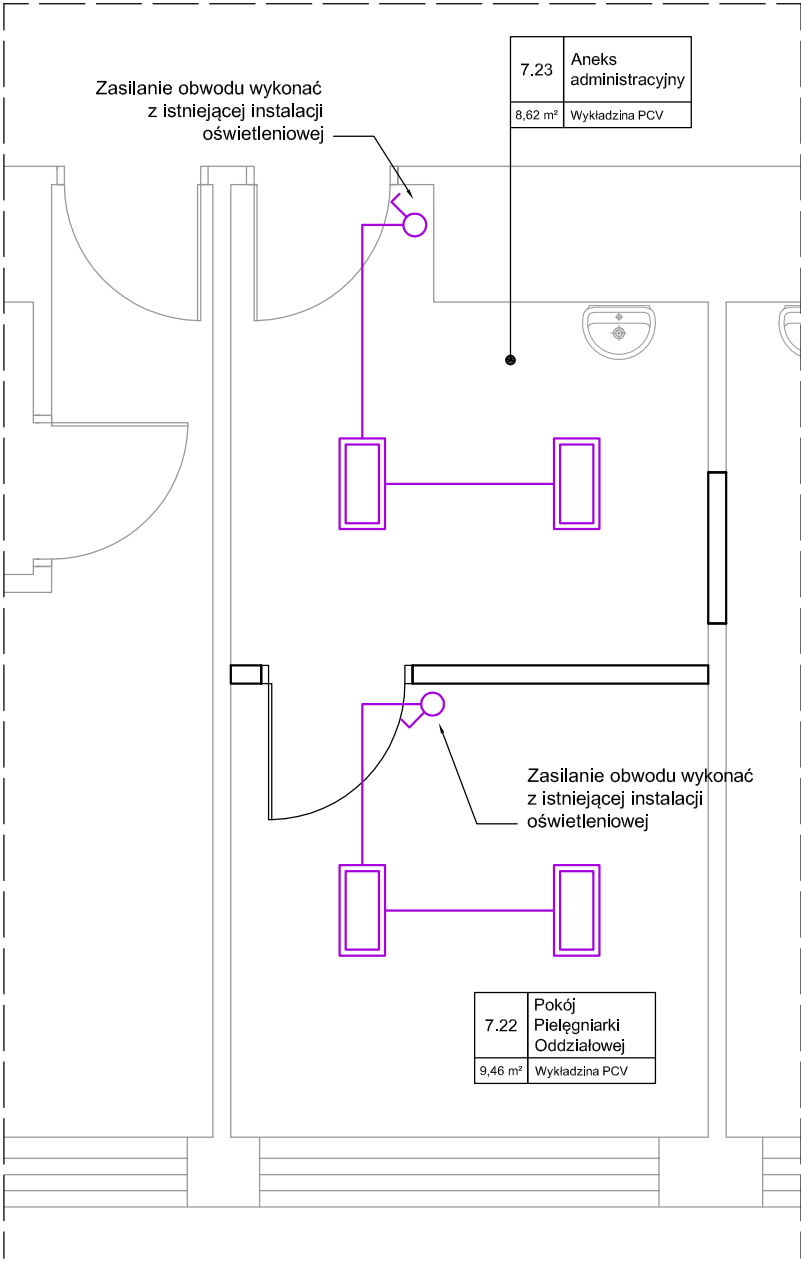 Zasilanie obwodu wykonać
z istniejącej instalacji
oświetleniowej
7.23
Aneks
administracyjny
8,62 m²
Wykładzina PCV
Zasilanie obwodu wykonać
z istniejącej instalacji
oświetleniowej
7.22
Pokój
Pielęgniarki
Oddziałowej
9,46 m²
Wykładzina PCV